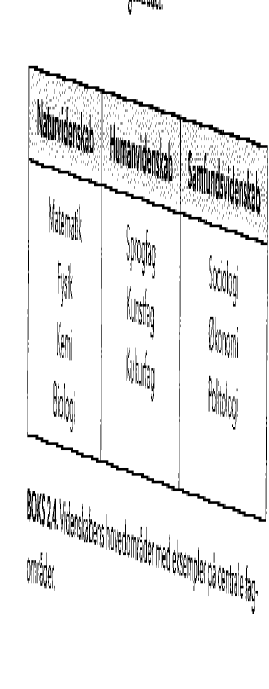 Naturvidenskab Humanvidenskab Samfundsvidenskab
Matematik Sprogfag Sociologi
Fysik Kunstfag Økonomi
Kemi Kulturfag Politologi
Biologi
BOKS 2.4. Videnskabens hovedområder med eksempler på centrale fag-
områder.